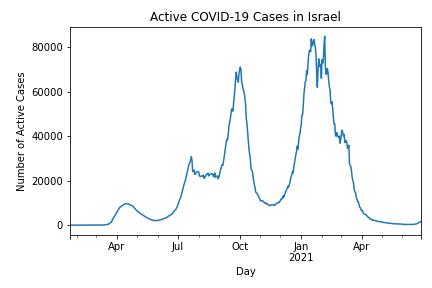 Active COVID-19 Cases in Israel
Number of Active Cases
80000
60000
40000
20000
0
Apr
Jul
Oct
Jan
2021
Apr
Day